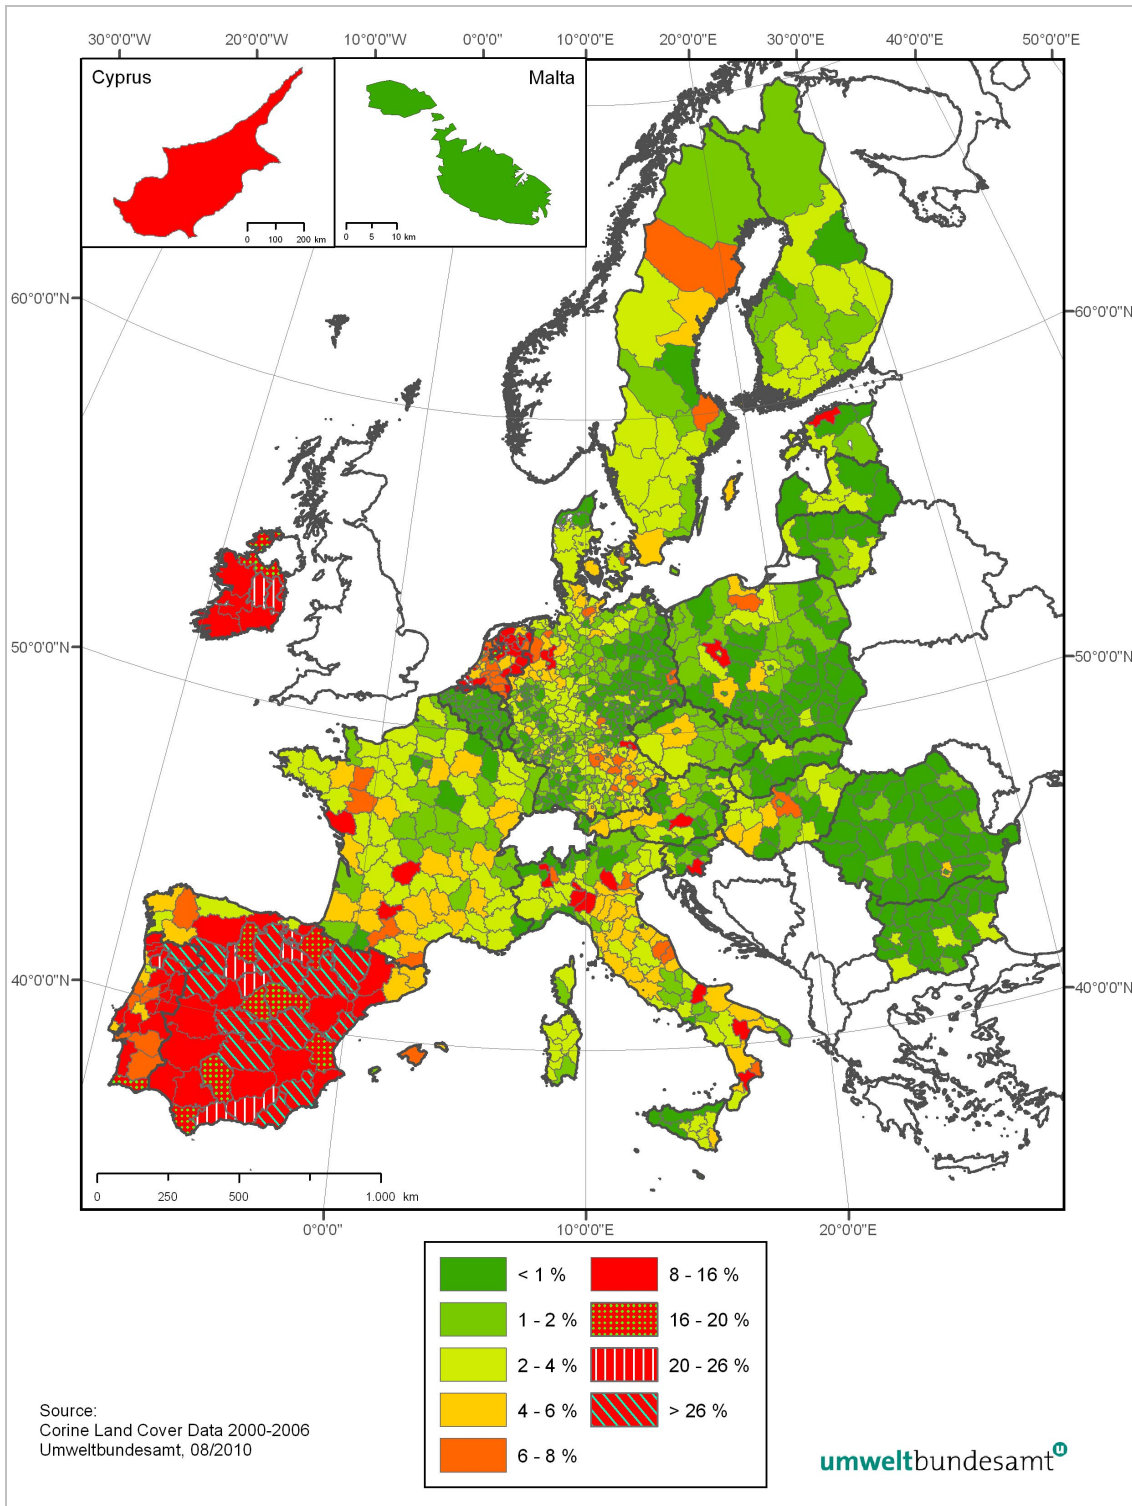 30°0'0"W 20°0'0"W 10°0'0"W 0°0'0" 10°0'0"E 20°0'0"E 30°0'0"E 40°0'0"E 50°0'0"E
Cyprus
Malta
0 100 200 km
0 5 10 km
60°0'0"N
60°0'0"N
50°0'0"N
50°0'0"N
40°0'0"N
40°0'0"N
0 250 500 1.000 km
0°0'0" 10°0'0"E 20°0'0"E
< 1 %
1 - 2 %
2 - 4 %
4 - 6 %
6 - 8 %
8 - 16 %
16 - 20 %
20 - 26 %
> 26 %
Source:
Corine Land Cover Data 2000-2006
Umweltbundesamt, 08/2010
umweltbundesamt u